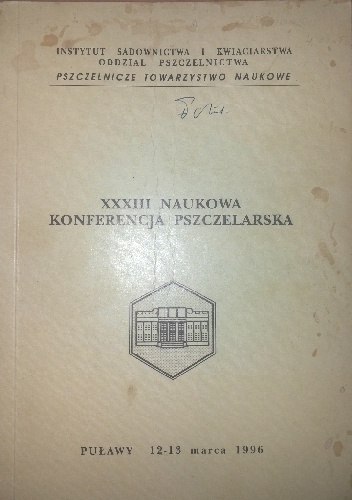 INSTYTUT SADOWNICTWA I KWIACIARSTWA
ODDZIAŁ PSZCZELNICTWA
PSZCZELNICZE TOWARZYSTWO NAUKOWE
XXXIII NAUKOWA
KONFERENCJA PSZCZELARSKA
PUŁAWY 12-13 marca 1996